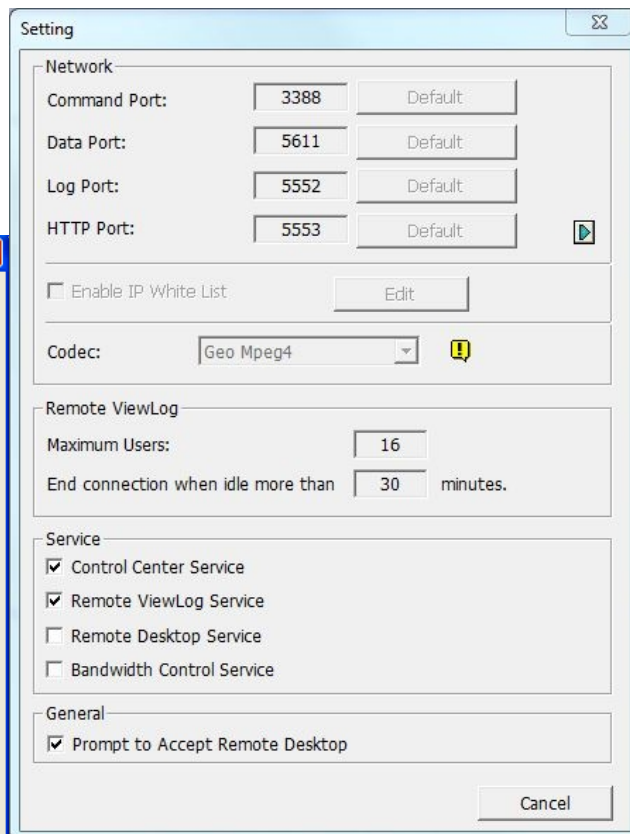 Setting
Network
Command Port: 3388 Default
Data Port: 5611 Default
Log Port: 5552 Default
HTTP Port: 5553 Default
Enable IP White List Edit
Codec: Geo Mpeg4
Remote ViewLog
Maximum Users: 16
End connection when idle more than 30 minutes.
Service
Control Center Service
Remote ViewLog Service
Remote Desktop Service
Bandwidth Control Service
General
Prompt to Accept Remote Desktop
Cancel